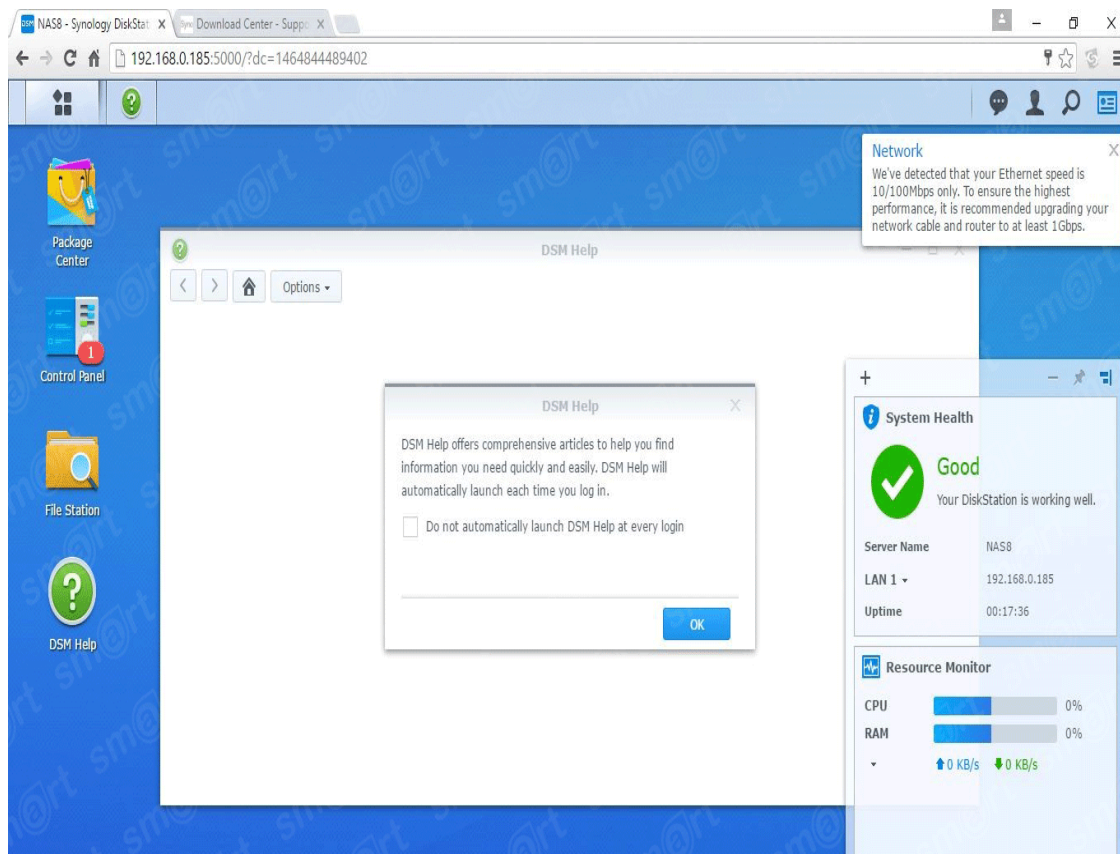 NAS8 - Synology DiskStat
Download Center - Suppo
192.168.0.185:5000/?dc=1464844489402
Network
We've detected that your Ethernet speed is
10/100Mbps only. To ensure the highest
performance, it is recommended upgrading your
network cable and router to at least 1Gbps.
Package
Center
Control Panel
1
File Station
DSM Help
DSM Help
Options
DSM Help
DSM Help offers comprehensive articles to help you find
information you need quickly and easily. DSM Help will
automatically launch each time you log in.
Do not automatically launch DSM Help at every login
OK
System Health
Good
Your DiskStation is working well.
Server Name NAS8
LAN 1 192.168.0.185
Uptime 00:17:36
Resource Monitor
CPU 0%
RAM 0%
0 KB/s 0 KB/s
sm@rt